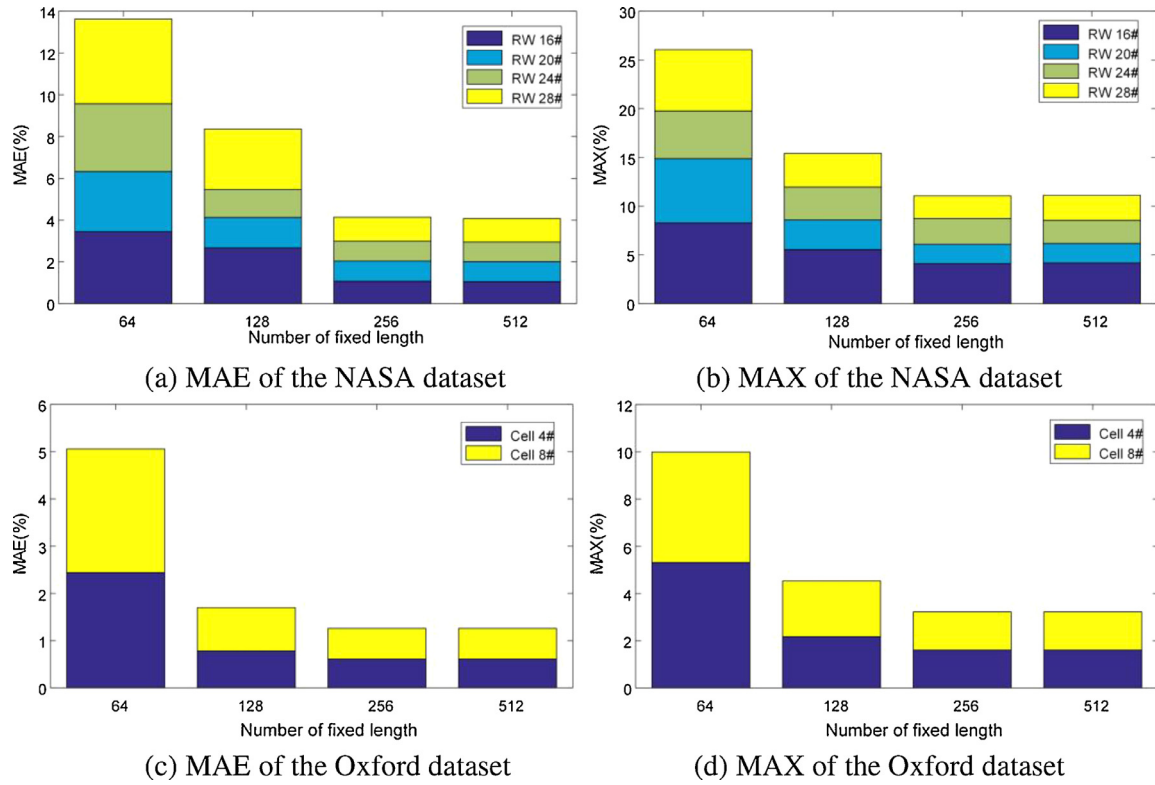 14
12
10
8
6
4
2
0
MAE(%)
RW 16#
RW 20#
RW 24#
RW 28#
64 128 256 512
Number of fixed length
(a) MAE of the NASA dataset
30
25
20
15
10
5
0
MAX(%)
RW 16#
RW 20#
RW 24#
RW 28#
64 128 256 512
Number of fixed length
(b) MAX of the NASA dataset
6
5
4
3
2
1
0
MAE(%)
Cell 4#
Cell 8#
64 128 256 512
Number of fixed length
(c) MAE of the Oxford dataset
12
10
8
6
4
2
0
MAX(%)
Cell 4#
Cell 8#
64 128 256 512
Number of fixed length
(d) MAX of the Oxford dataset